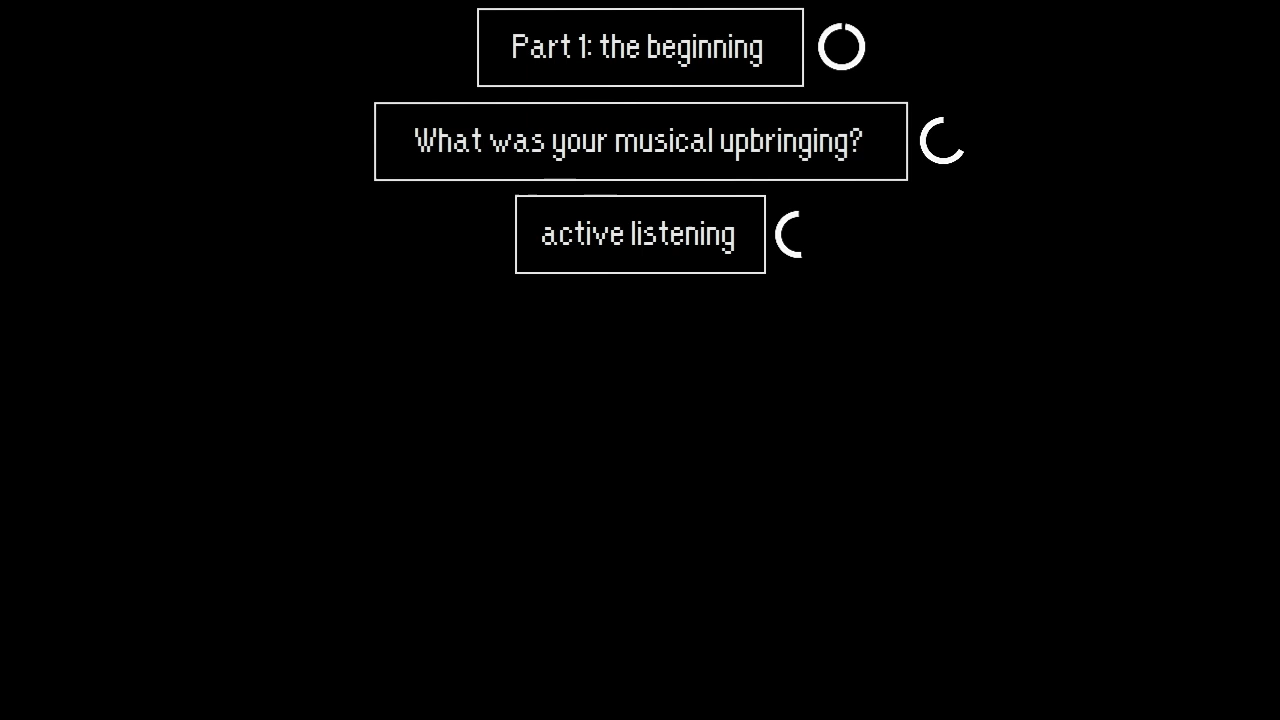 Part 1: the beginning
What was your musical upbringing?
active listening